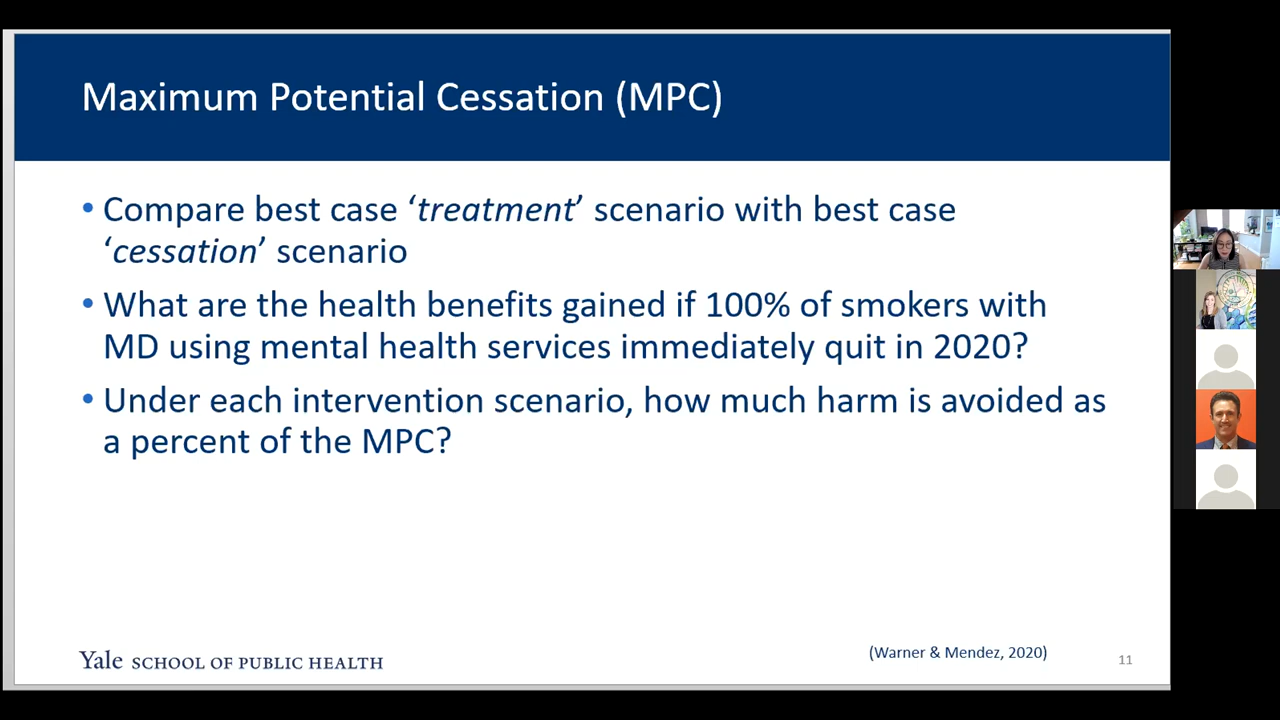 Maximum Potential Cessation (MPC)
• Compare best case ‘treatment’ scenario with best case
‘cessation’ scenario
• What are the health benefits gained if 100% of smokers with
MD using mental health services immediately quit in 2020?
• Under each intervention scenario, how much harm is avoided as
a percent of the MPC?
Yale SCHOOL OF PUBLIC HEALTH
(Warner & Mendez, 2020)
11